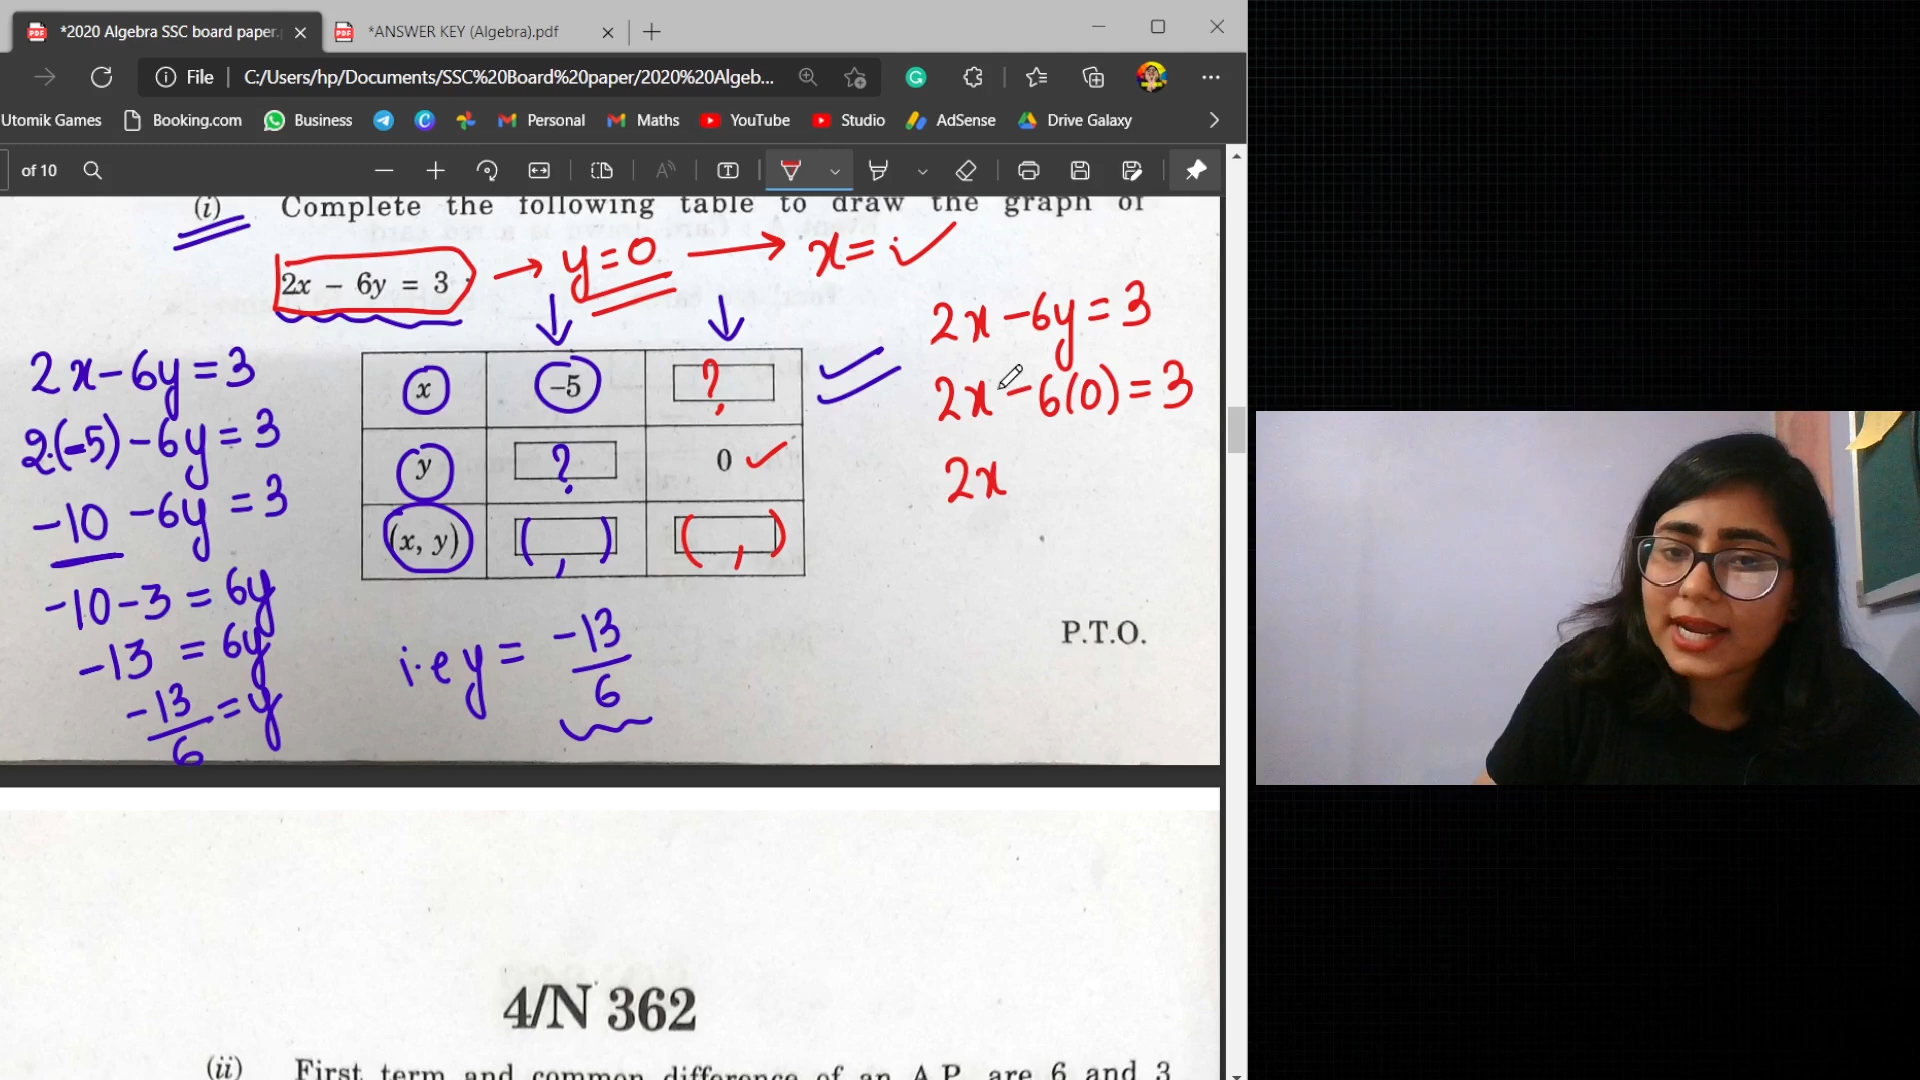 *2020 Algebra SSC board paper.
*ANSWER KEY (Algebra).pdf
File
C:/Users/hp/Documents/SSC%20Board%20paper/2020%20Algeb...
Utomik Games
Booking.com
Business
Personal
Maths
YouTube
Studio
AdSense
Drive Galaxy
of 10
(i) Complete the following table to draw the graph of
2x − 6y = 3 → y=0 → x=
2x−6y=3
2(−5)−6y=3
−10 −6y=3
−10−3=6y
−13 = 6y
−13/6 = y
x −5 ?
y ? 0
(x, y) ( , ) ( , )
i.e y = −13/6
2x−6y=3
2x−6(0)=3
2x
P.T.O.
4/N 362
(ii) First term and common difference of an A.P. are 6 and 3